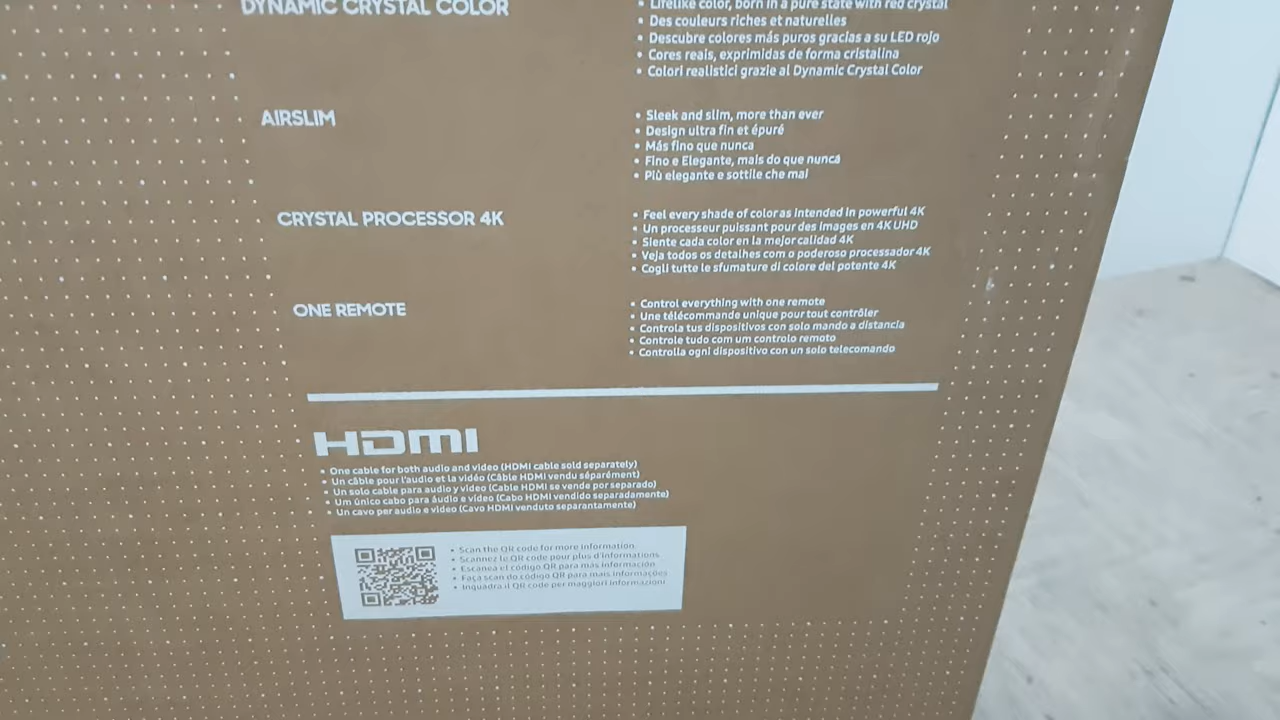 DYNAMIC CRYSTAL COLOR
• Lifelike color, born in a pure state with red crystal
• Des couleurs riches et naturelles
• Descubre colores más puros gracias a su LED rojo
• Cores reais, exprimidas de forma cristalina
• Colori realistici grazie al Dynamic Crystal Color
AIRSLIM
• Sleek and slim, more than ever
• Design ultra fin et épuré
• Más fino que nunca
• Fino e Elegante, mais do que nunca
• Più elegante e sottile che mai
CRYSTAL PROCESSOR 4K
• Feel every shade of color as intended in powerful 4K
• Un processeur puissant pour des images en 4K UHD
• Siente cada color en la mejor calidad 4K
• Veja todos os detalhes com o poderoso processador 4K
• Cogli tutte le sfumature di colore del potente 4K
ONE REMOTE
• Control everything with one remote
• Une télécommande unique pour tout contrôler
• Controla tus dispositivos con solo mando a distancia
• Controle tudo com um controlo remoto
• Controlla ogni dispositivo con un solo telecomando
HDMI
• One cable for both audio and video (HDMI cable sold separately)
• Un câble pour l'audio et la vidéo (Câble HDMI vendu séparément)
• Un solo cable para audio y video (Cable HDMI se vende por separado)
• Um único cabo para áudio e vídeo (Cabo HDMI vendido separadamente)
• Un cavo per audio e video (Cavo HDMI venduto separantamente)
• Scan the QR code for more information
• Scannez le QR code pour plus d'informations
• Escanea el código QR para más información
• Faça scan do código QR para mais informações
• Inquadra il QR code per maggiori informazioni